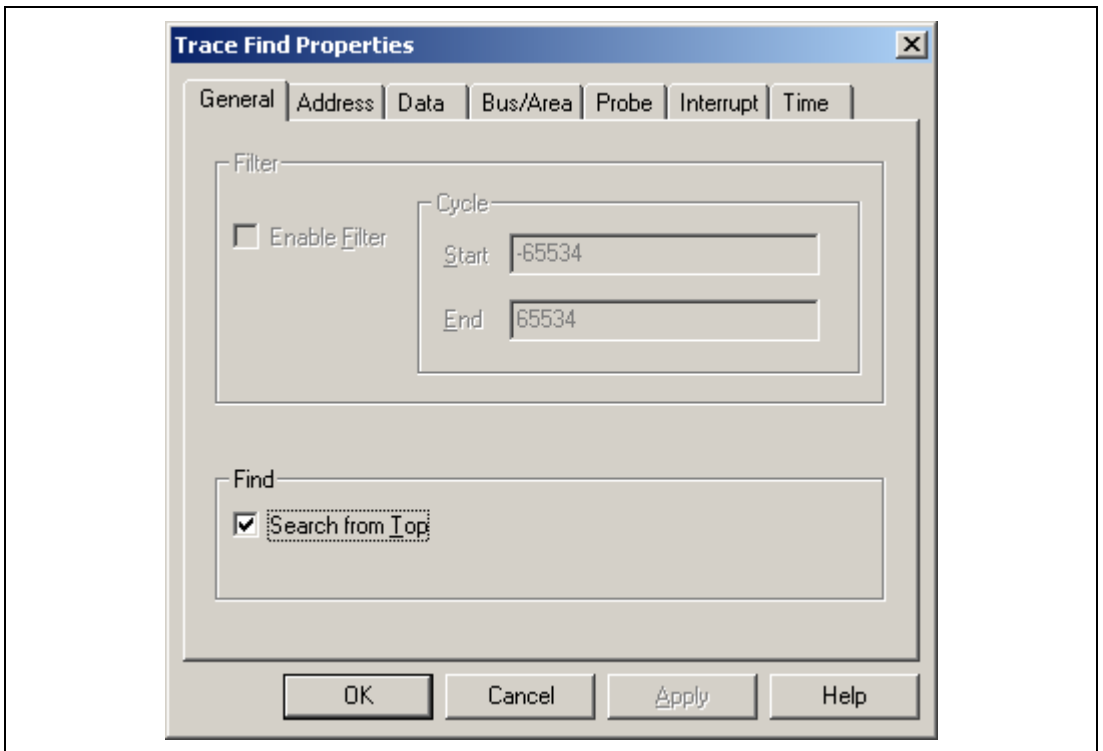 Trace Find Properties
General Address Data Bus/Area Probe Interrupt Time
Filter
Cycle
Enable Filter
Start -65534
End 65534
Find
Search from Top
OK Cancel Apply Help